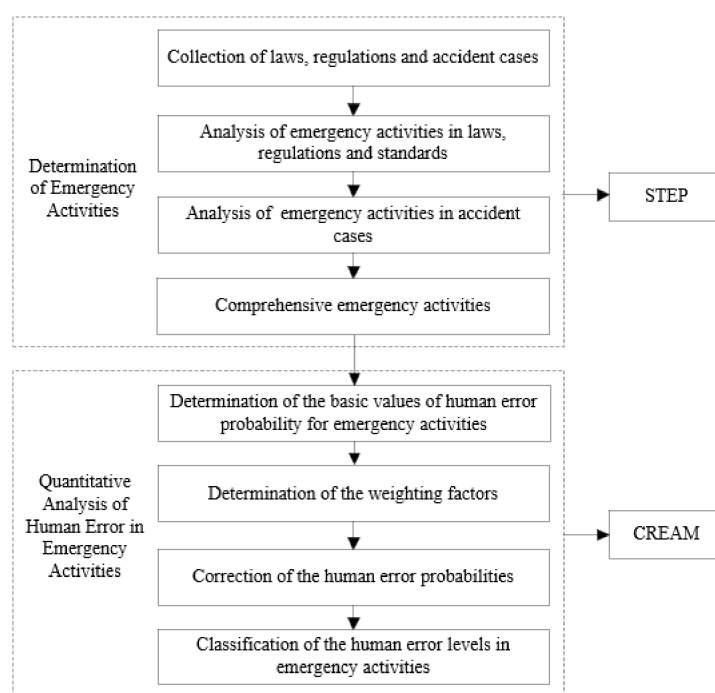 Collection of laws, regulations and accident cases
Analysis of emergency activities in laws,
regulations and standards
Determination
of Emergency
Activities
STEP
Analysis of emergency activities in accident
cases
Comprehensive emergency activities
Determination of the basic values of human error
probability for emergency activities
Quantitative
Analysis of
Human Error in
Emergency
Activities
Determination of the weighting factors
CREAM
Correction of the human error probabilities
Classification of the human error levels in
emergency activities